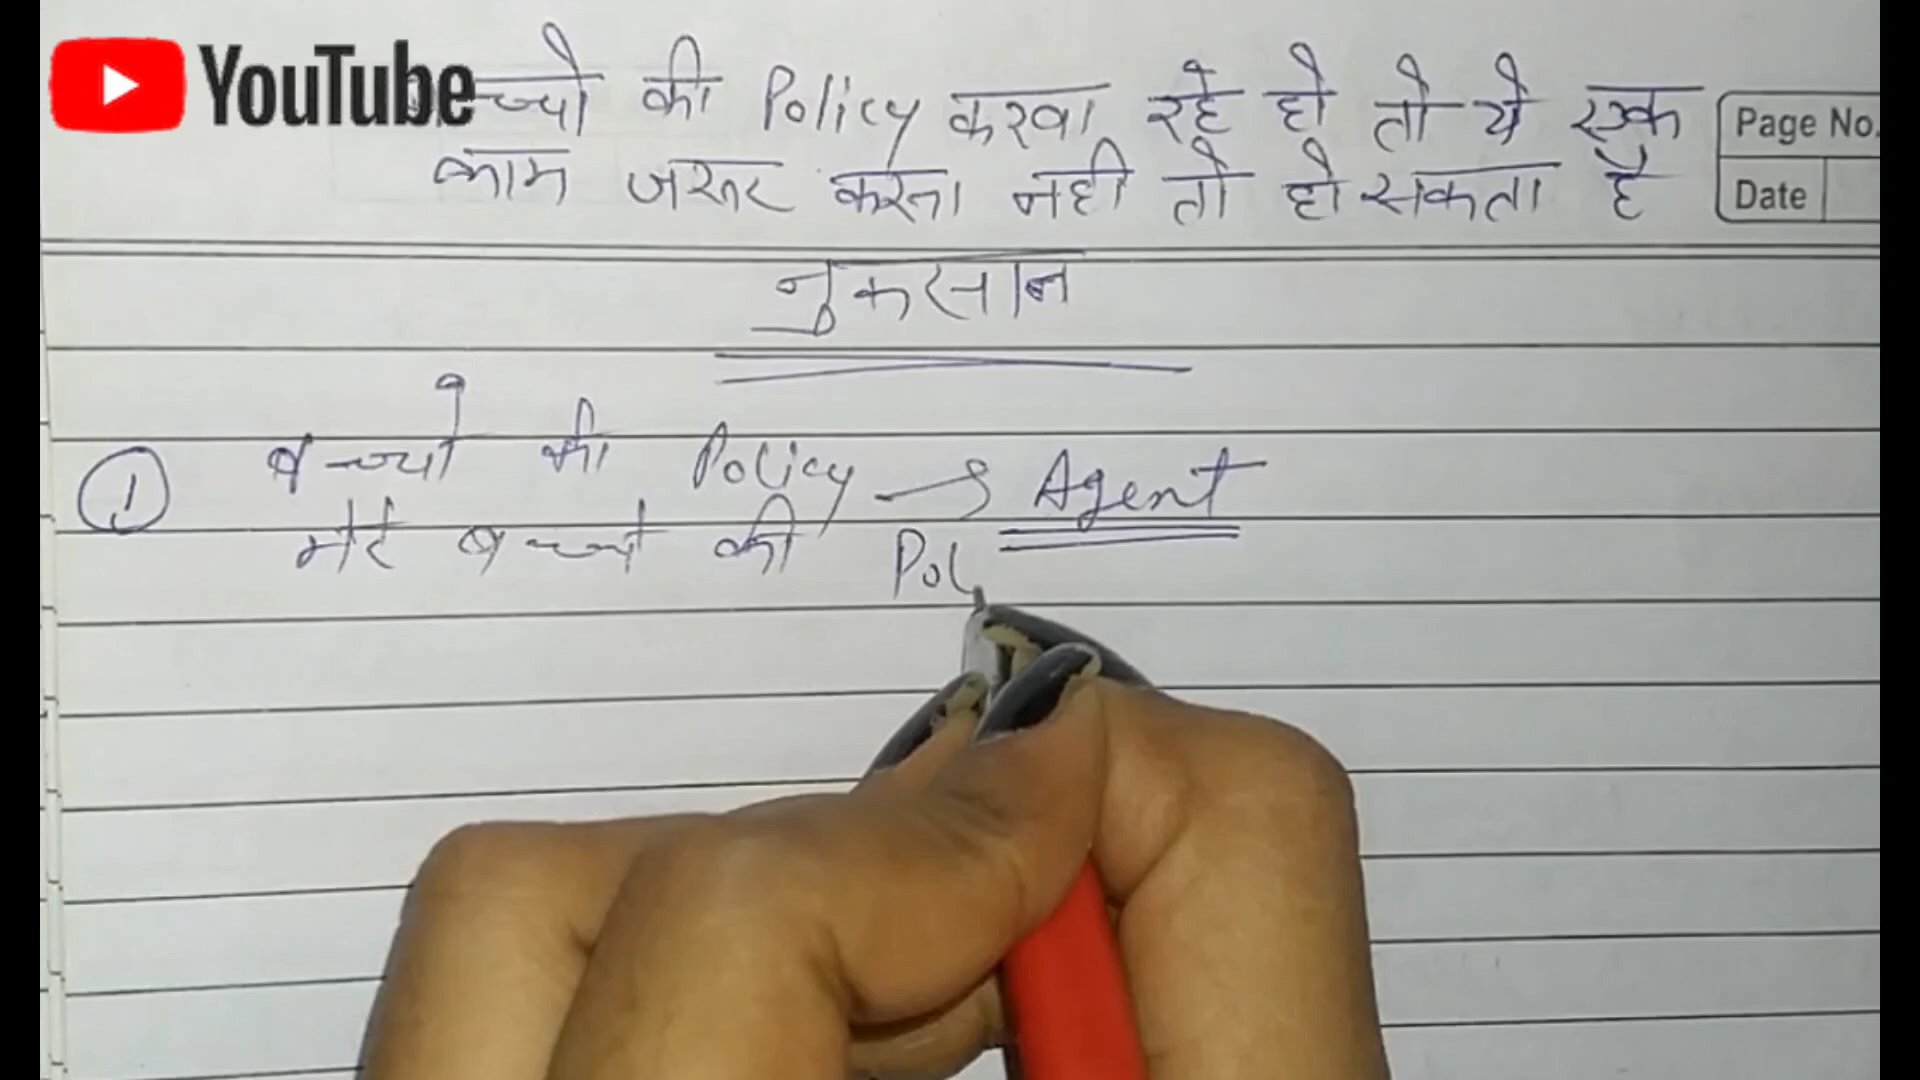 YouTube
बच्चो की Policy करवा रहे हो तो ये एक
काम जरूर करना नही तो हो सकता है
Page No.
Date
नुकसान
① बच्चो की Policy → Agent
मेरे बच्चे की Pol